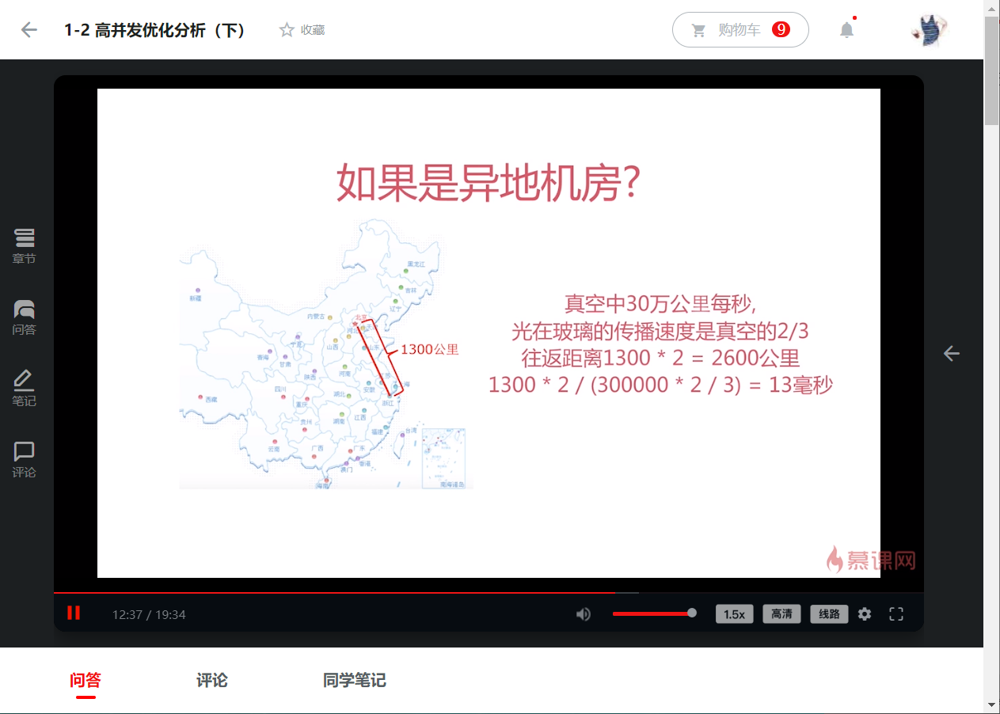 1-2 高并发优化分析（下）
收藏
购物车
9
章节
问答
笔记
评论
如果是异地机房?
黑龙江
吉林
辽宁
新疆
内蒙古
北京
山西
山东
宁夏
青海
甘肃
陕西
河南
西藏
四川
重庆
湖北
安徽
浙江
贵州
湖南
江西
福建
台湾
云南
广西
广东
香港
澳门
海南
南海诸岛
1300公里
真空中30万公里每秒,
光在玻璃的传播速度是真空的2/3
往返距离1300 * 2 = 2600公里
1300 * 2 / (300000 * 2 / 3) = 13毫秒
慕课网
12:37 / 19:34
1.5x
高清
线路
问答
评论
同学笔记